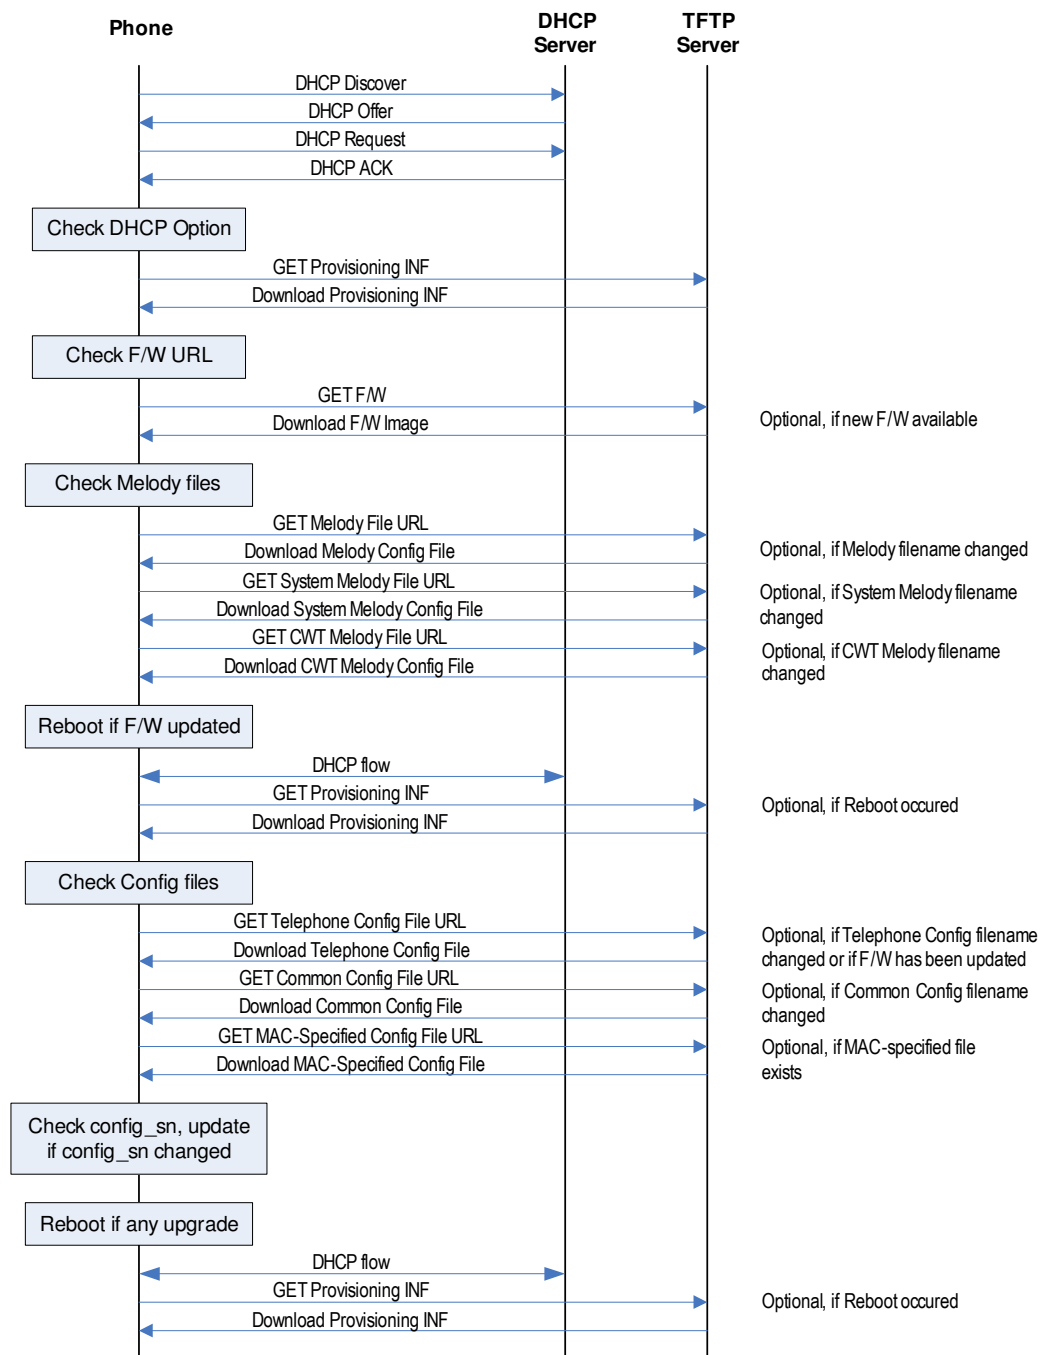 Phone
DHCP
Server
TFTP
Server
DHCP Discover
DHCP Offer
DHCP Request
DHCP ACK
Check DHCP Option
GET Provisioning INF
Download Provisioning INF
Check F/W URL
GET F/W
Download F/W Image
Optional, if new F/W available
Check Melody files
GET Melody File URL
Download Melody Config File
Optional, if Melody filename changed
GET System Melody File URL
Download System Melody Config File
Optional, if System Melody filename
changed
GET CWT Melody File URL
Download CWT Melody Config File
Optional, if CWT Melody filename
changed
Reboot if F/W updated
DHCP flow
GET Provisioning INF
Download Provisioning INF
Optional, if Reboot occured
Check Config files
GET Telephone Config File URL
Download Telephone Config File
Optional, if Telephone Config filename
changed or if F/W has been updated
GET Common Config File URL
Download Common Config File
Optional, if Common Config filename
changed
GET MAC-Specified Config File URL
Download MAC-Specified Config File
Optional, if MAC-specified file
exists
Check config_sn, update
if config_sn changed
Reboot if any upgrade
DHCP flow
GET Provisioning INF
Download Provisioning INF
Optional, if Reboot occured